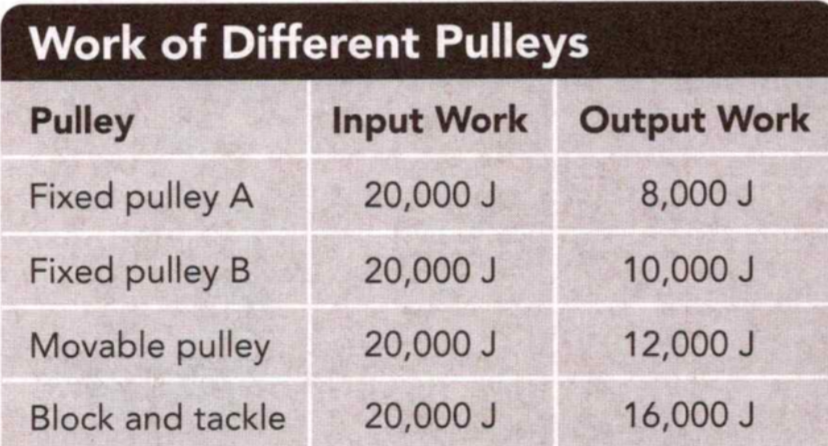 Work of Different Pulleys
Pulley Input Work Output Work
Fixed pulley A 20,000 J 8,000 J
Fixed pulley B 20,000 J 10,000 J
Movable pulley 20,000 J 12,000 J
Block and tackle 20,000 J 16,000 J